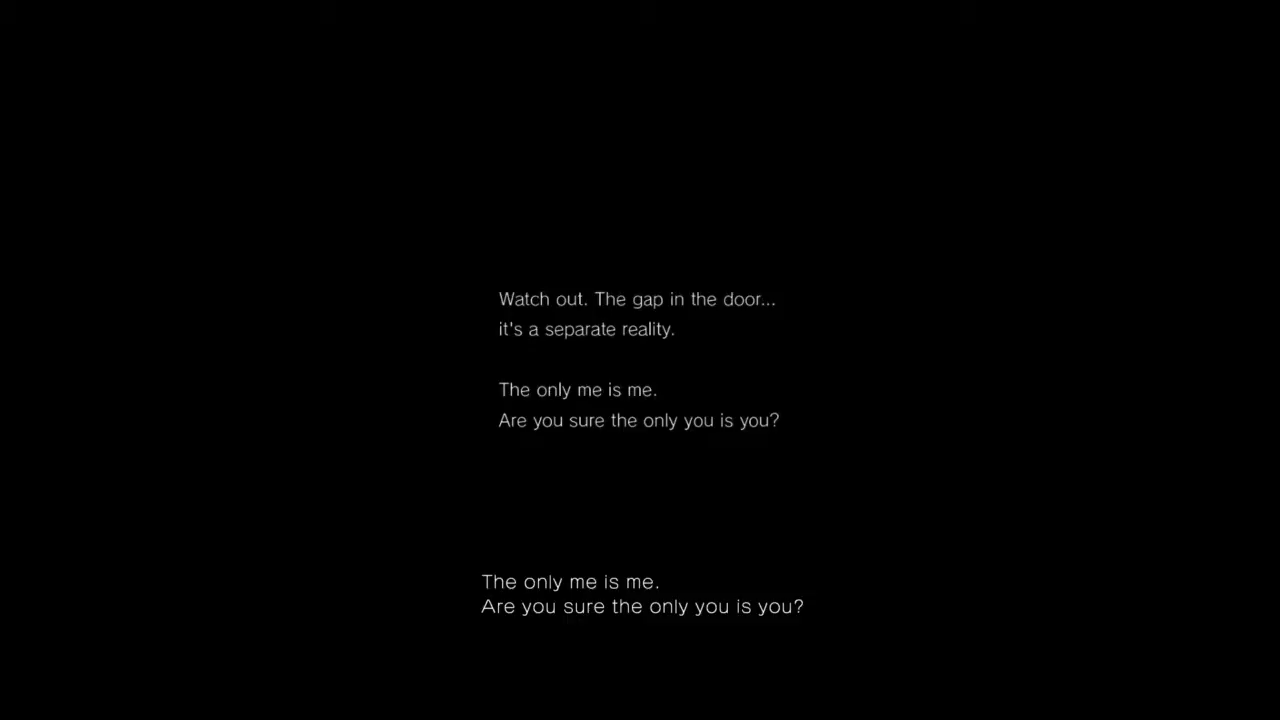 Watch out. The gap in the door...
it's a separate reality.
The only me is me.
Are you sure the only you is you?
The only me is me.
Are you sure the only you is you?